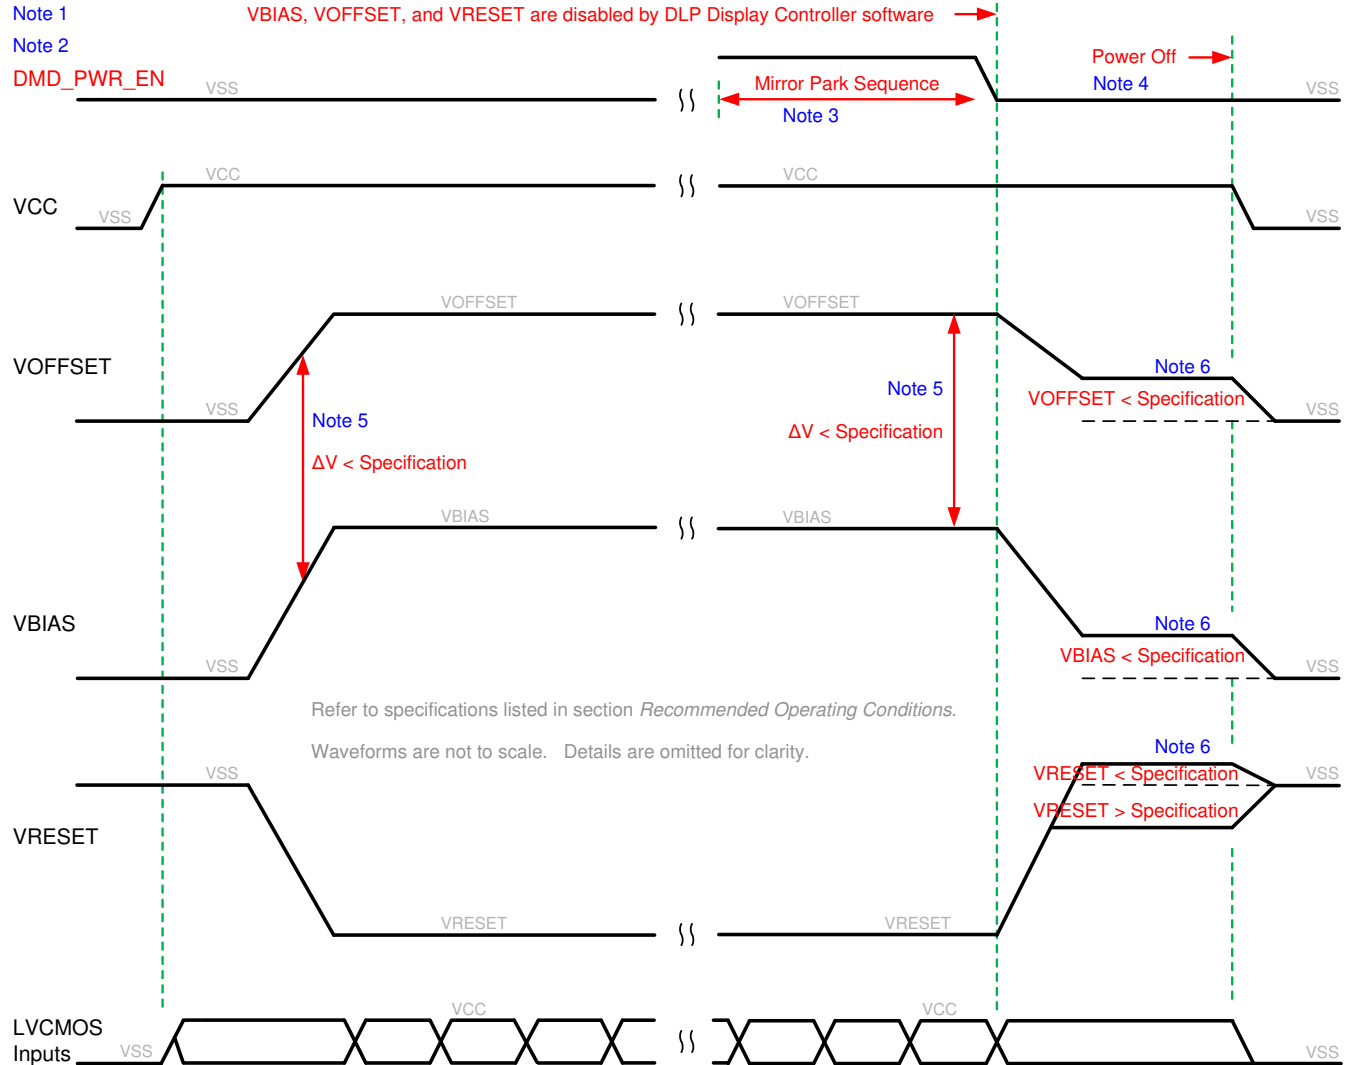 Note 1
VBIAS, VOFFSET, and VRESET are disabled by DLP Display Controller software
Note 2
Power Off
DMD_PWR_EN
VSS
Mirror Park Sequence
Note 4
VSS
Note 3
VCC
VCC
VCC
VSS
VSS
VOFFSET
VOFFSET
VOFFSET
Note 6
Note 5
VOFFSET < Specification
VSS
VSS
Note 5
ΔV < Specification
ΔV < Specification
VBIAS
VBIAS
VBIAS
Note 6
VBIAS < Specification
VSS
VSS
Refer to specifications listed in section Recommended Operating Conditions.
Waveforms are not to scale. Details are omitted for clarity.
Note 6
VSS
VRESET < Specification
VSS
VRESET > Specification
VRESET
VRESET
VRESET
VCC
VCC
LVCMOS
Inputs
VSS
VSS